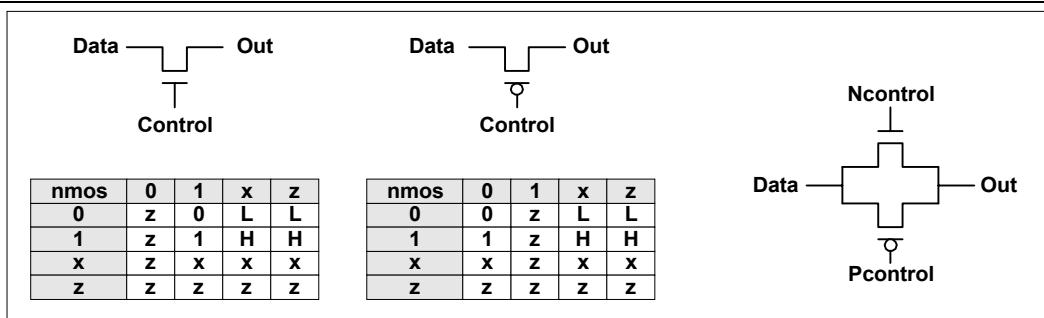 Data Out
Control
nmos 0 1 x z
0 z 0 L L
1 z 1 H H
x z x x x
z z z z z
Data Out
Control
nmos 0 1 x z
0 0 z L L
1 1 z H H
x x z x x
z z z z z
Ncontrol
Data Out
Pcontrol